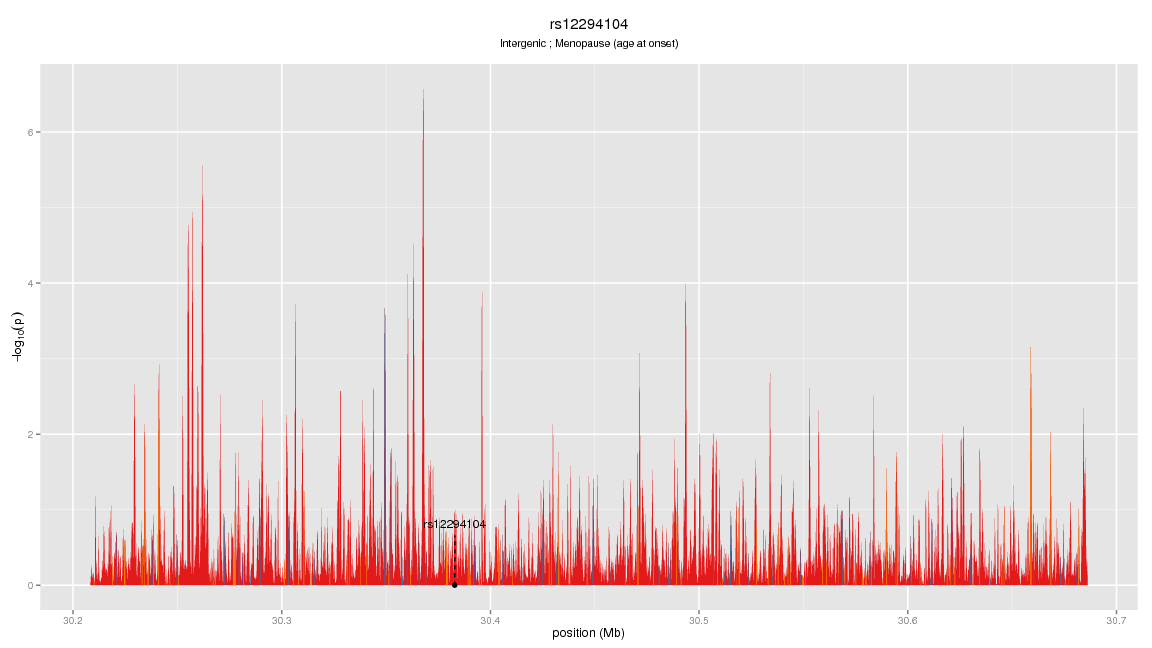 rs12294104
Intergenic ; Menopause (age at onset)
6
4
2
0
−log10(p)
rs12294104
30.2 30.3 30.4 30.5 30.6 30.7
position (Mb)